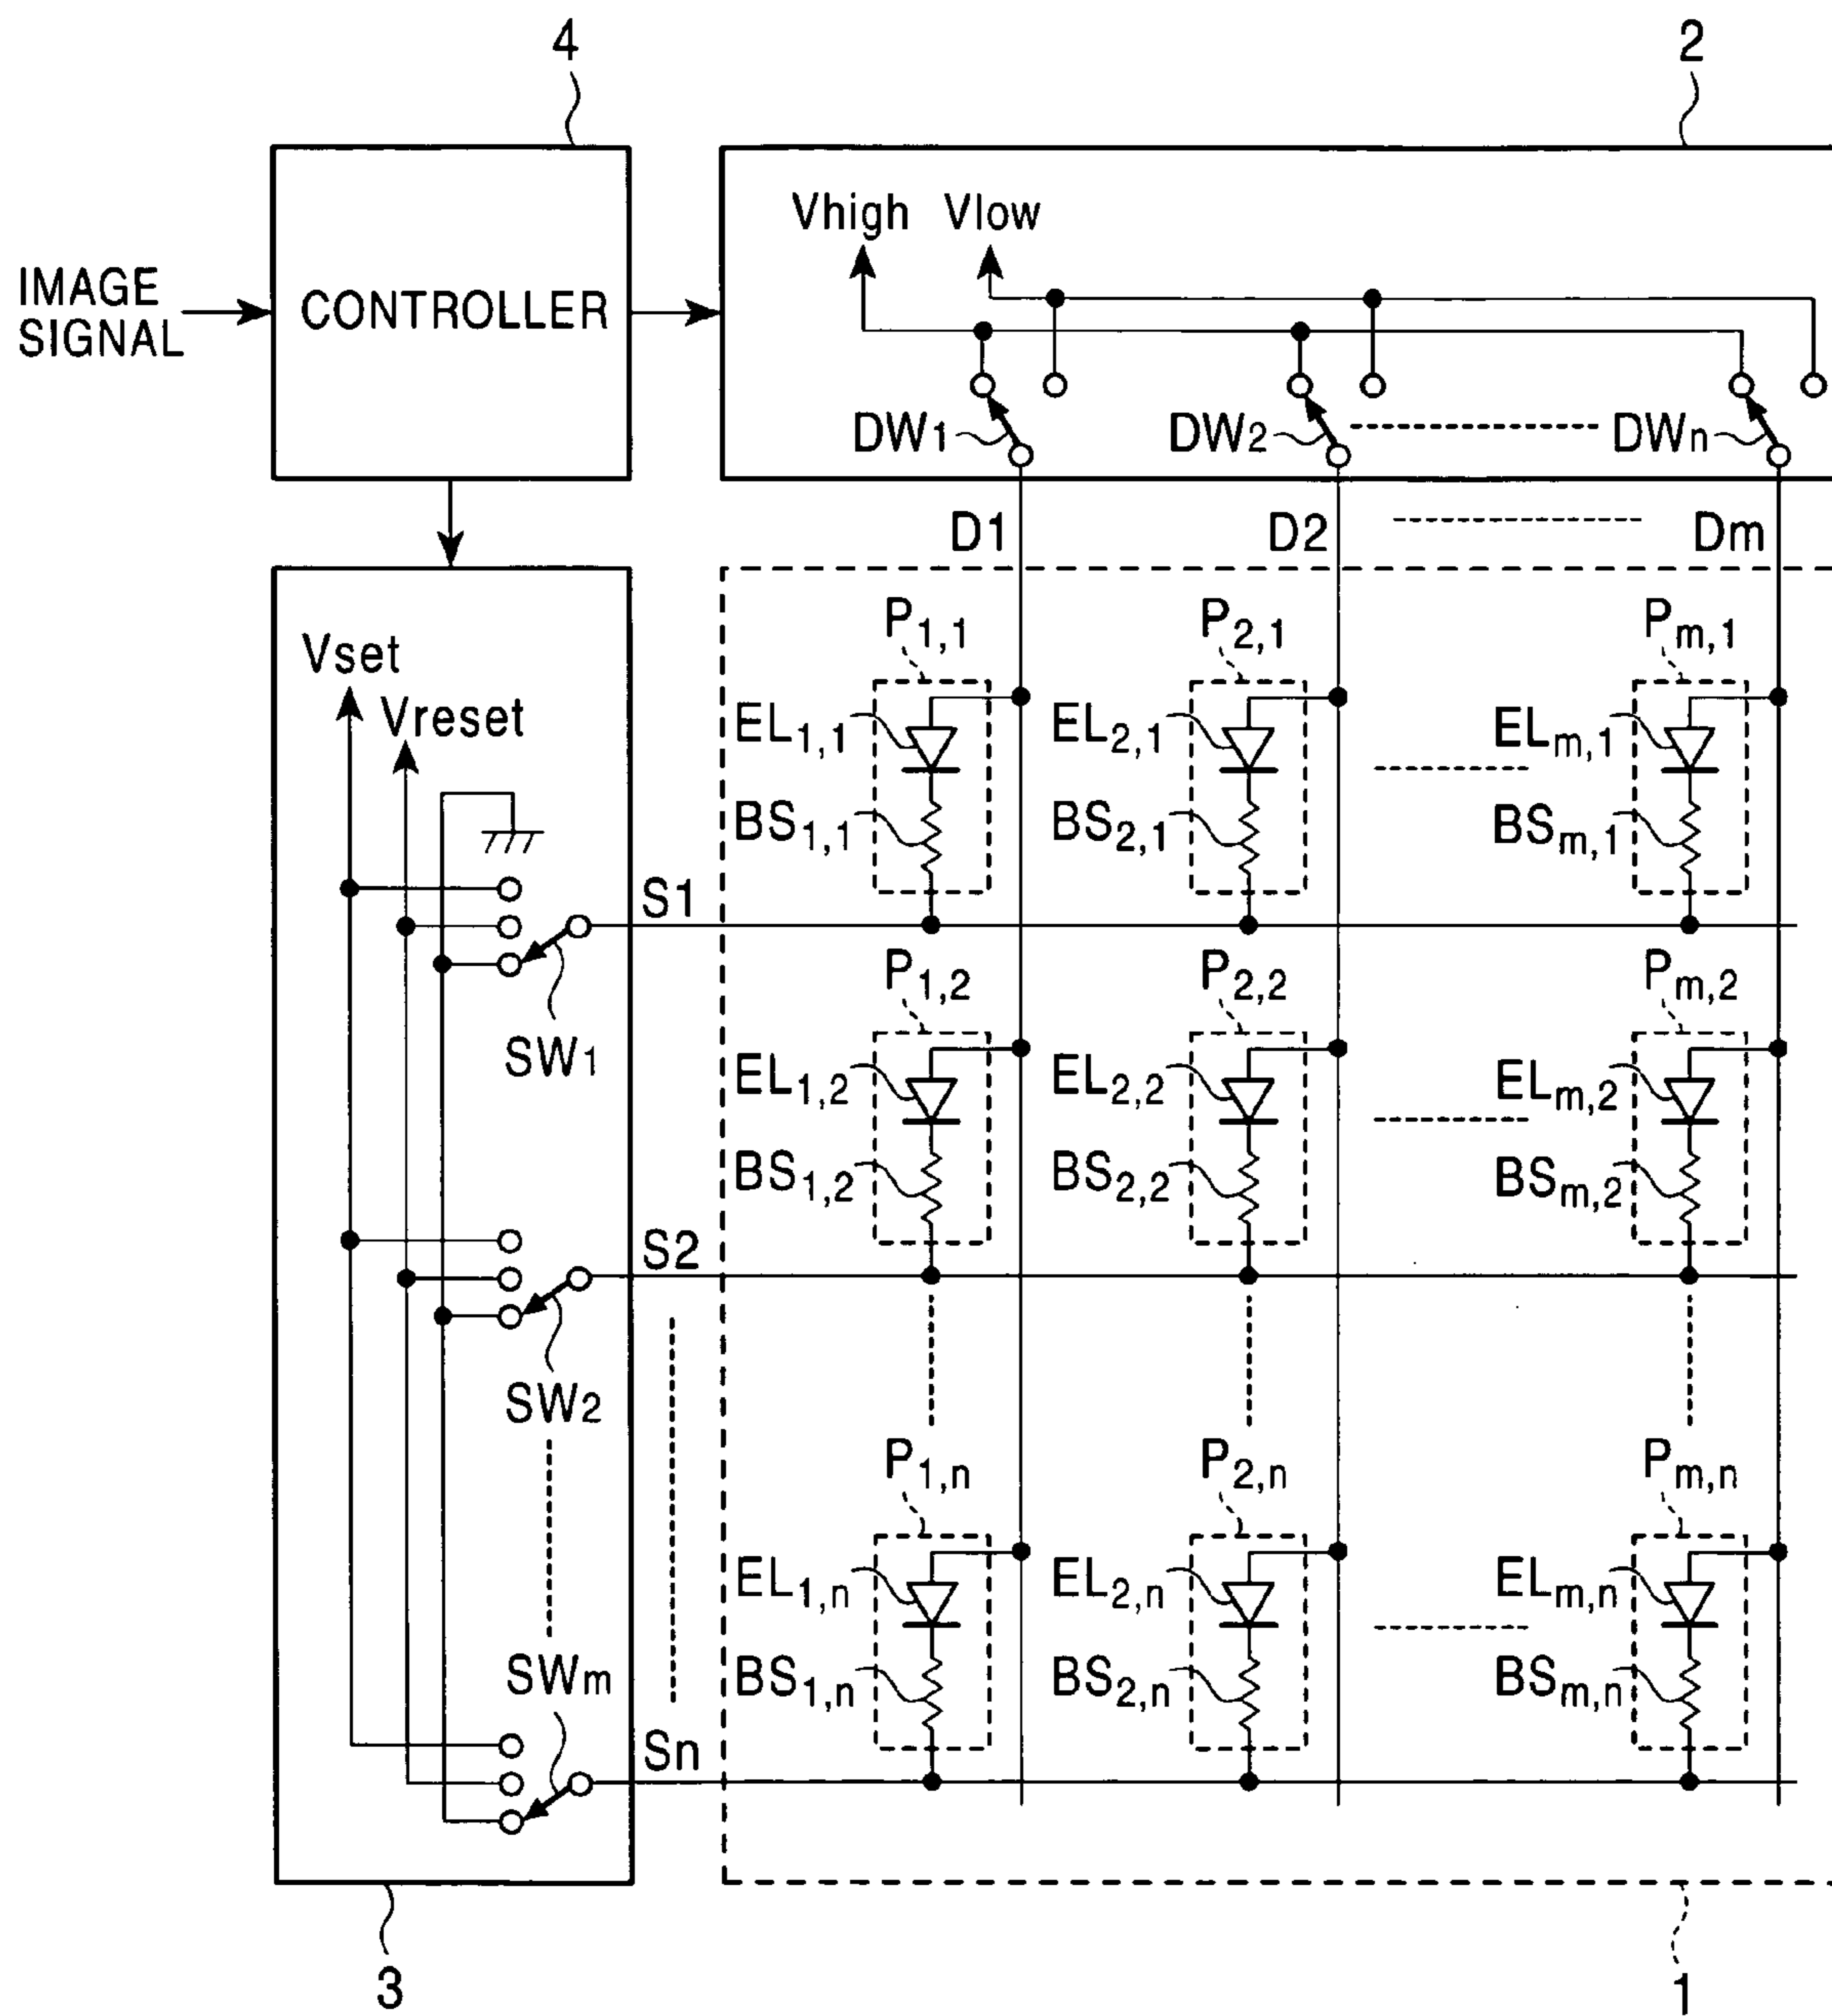 4
2
IMAGE
SIGNAL
CONTROLLER
Vhigh Vlow
DW1 DW2 DWn
D1 D2 Dm
Vset
Vreset
P1,1 P2,1 Pm,1
EL1,1 EL2,1 ELm,1
BS1,1 BS2,1 BSm,1
S1
SW1
P1,2 P2,2 Pm,2
EL1,2 EL2,2 ELm,2
BS1,2 BS2,2 BSm,2
S2
SW2
P1,n P2,n Pm,n
EL1,n EL2,n ELm,n
BS1,n BS2,n BSm,n
SWm
Sn
3
1